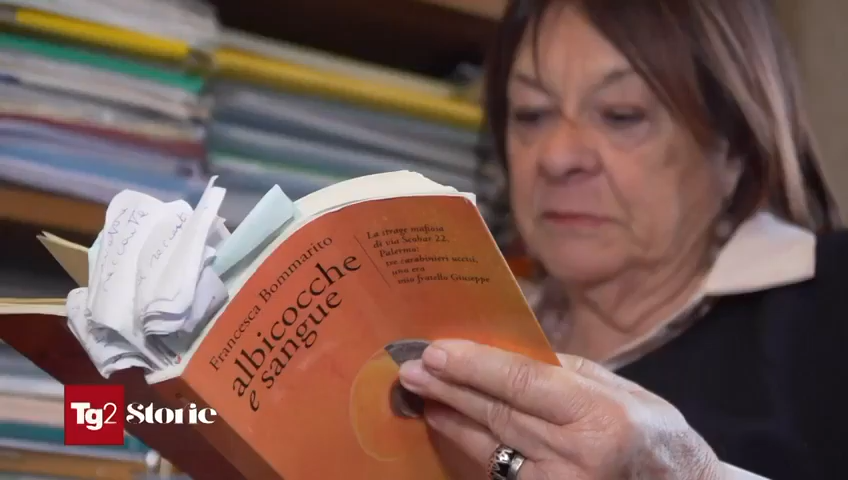 Francesca Bommarito
albicocche
e sangue
La strage mafiosa
di via Scobar 22,
Palermo:
tre carabinieri uccisi,
uno era
mio fratello Giuseppe
Tg2 Storie